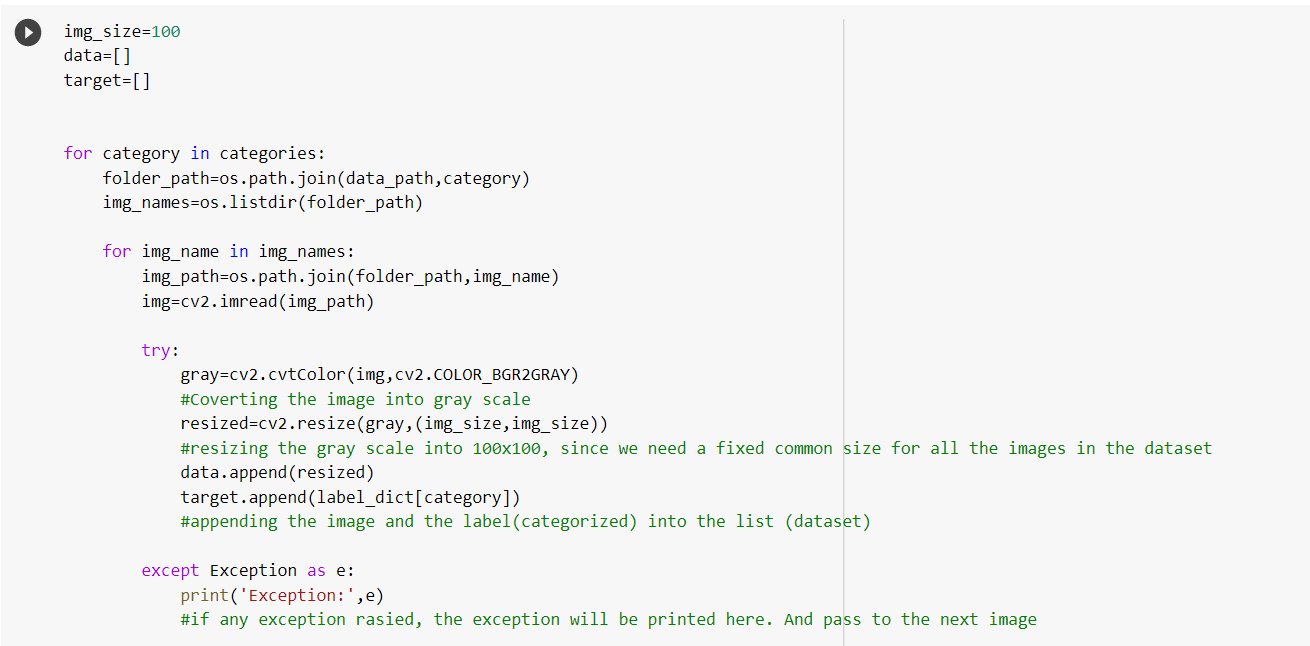 img_size=100
data=[]
target=[]
for category in categories:
    folder_path=os.path.join(data_path,category)
    img_names=os.listdir(folder_path)
    for img_name in img_names:
        img_path=os.path.join(folder_path,img_name)
        img=cv2.imread(img_path)
        try:
            gray=cv2.cvtColor(img,cv2.COLOR_BGR2GRAY)
            #Coverting the image into gray scale
            resized=cv2.resize(gray,(img_size,img_size))
            #resizing the gray scale into 100x100, since we need a fixed common size for all the images in the dataset
            data.append(resized)
            target.append(label_dict[category])
            #appending the image and the label(categorized) into the list (dataset)
        except Exception as e:
            print('Exception:',e)
            #if any exception rasied, the exception will be printed here. And pass to the next image